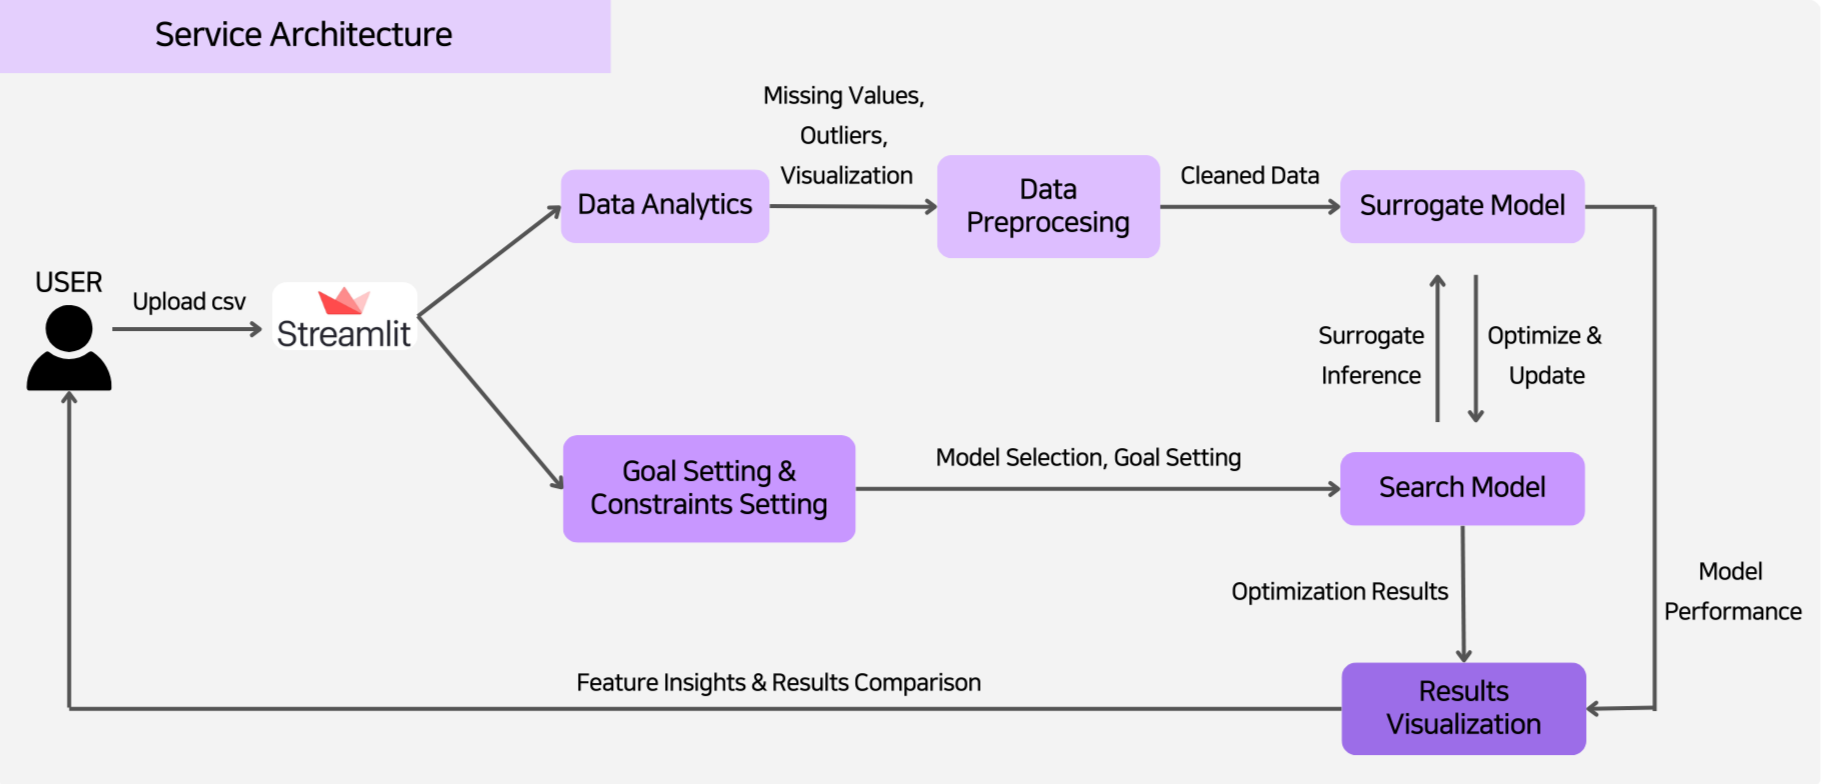 Service Architecture
Missing Values,
Outliers,
Visualization
Data Analytics
Data
Preprocesing
Cleaned Data
Surrogate Model
USER
Upload csv
Streamlit
Surrogate
Inference
Optimize &
Update
Goal Setting &
Constraints Setting
Model Selection, Goal Setting
Search Model
Optimization Results
Model
Performance
Feature Insights & Results Comparison
Results
Visualization